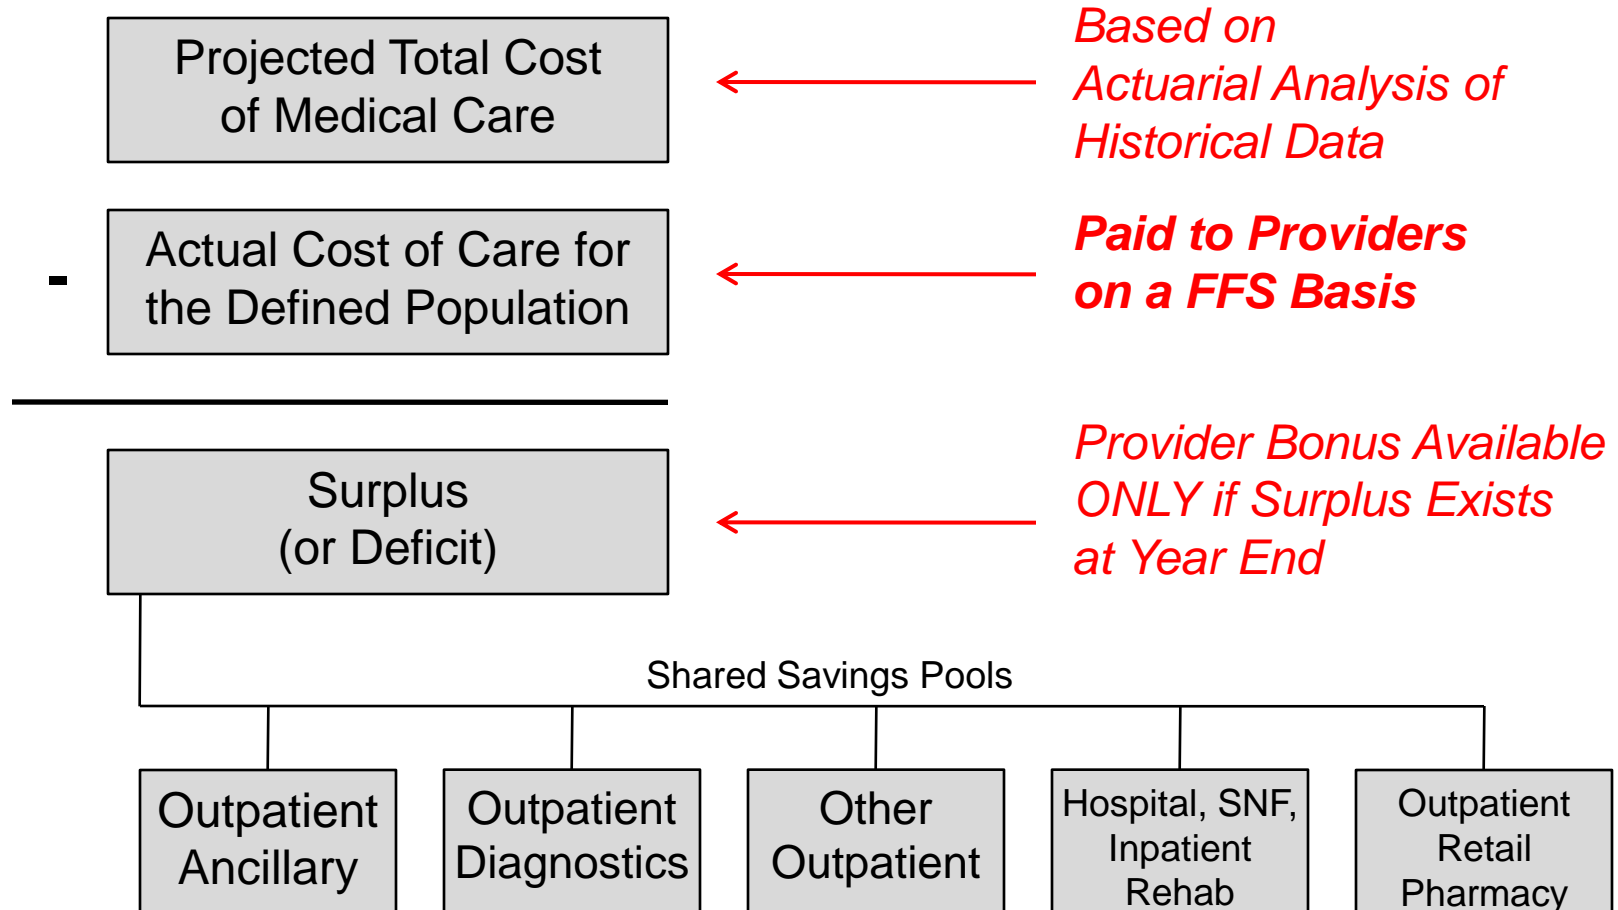 Projected Total Cost
of Medical Care
Based on
Actuarial Analysis of
Historical Data
-
Actual Cost of Care for
the Defined Population
Paid to Providers
on a FFS Basis
Surplus
(or Deficit)
Provider Bonus Available
ONLY if Surplus Exists
at Year End
Shared Savings Pools
Outpatient
Ancillary
Outpatient
Diagnostics
Other
Outpatient
Hospital, SNF,
Inpatient
Rehab
Outpatient
Retail
Pharmacy